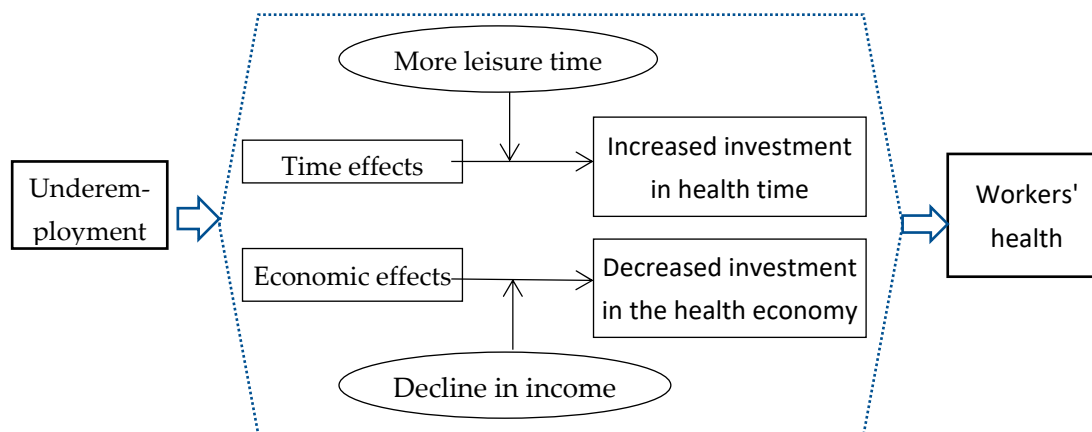 More leisure time
Time effects
Increased investment
in health time
Underem-
ployment
Workers'
health
Economic effects
Decreased investment
in the health economy
Decline in income